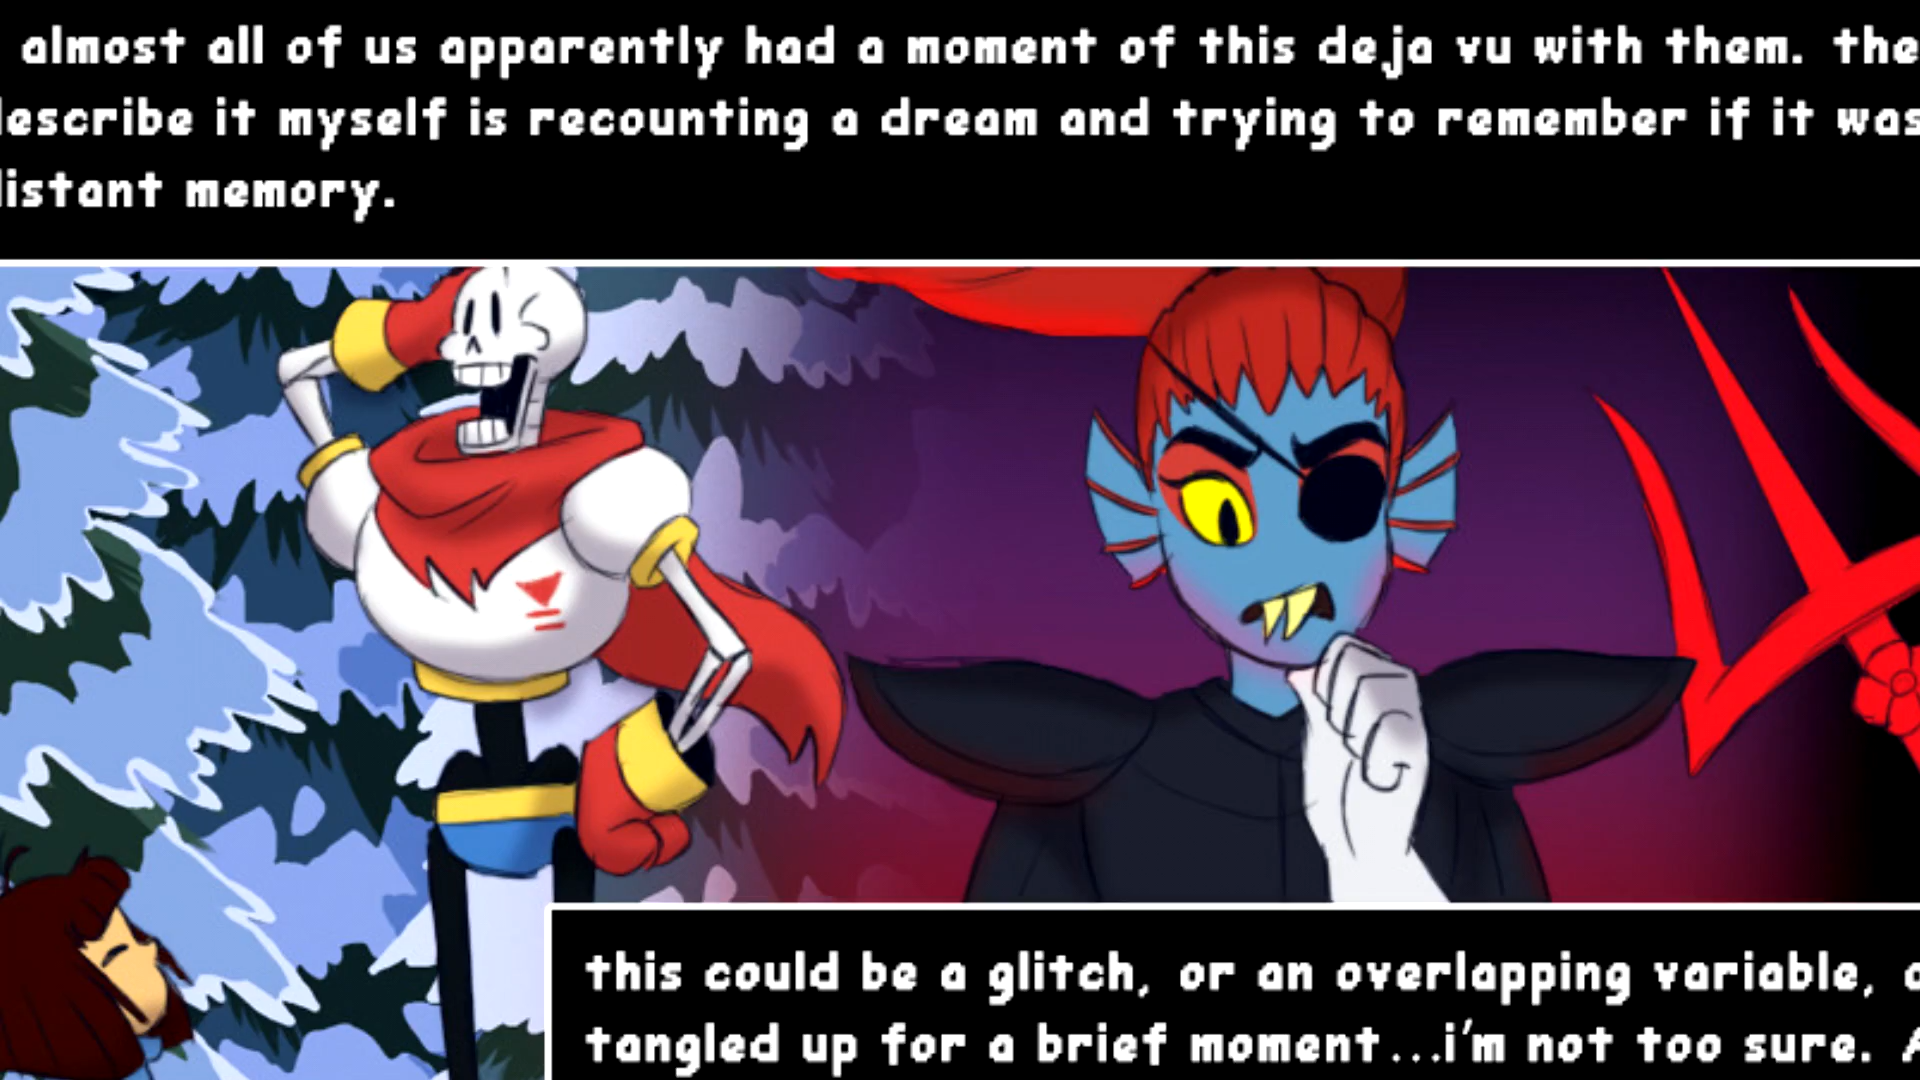 almost all of us apparently had a moment of this deja vu with them. the
describe it myself is recounting a dream and trying to remember if it was
distant memory.
this could be a glitch, or an overlapping variable,
tangled up for a brief moment...i'm not too sure.